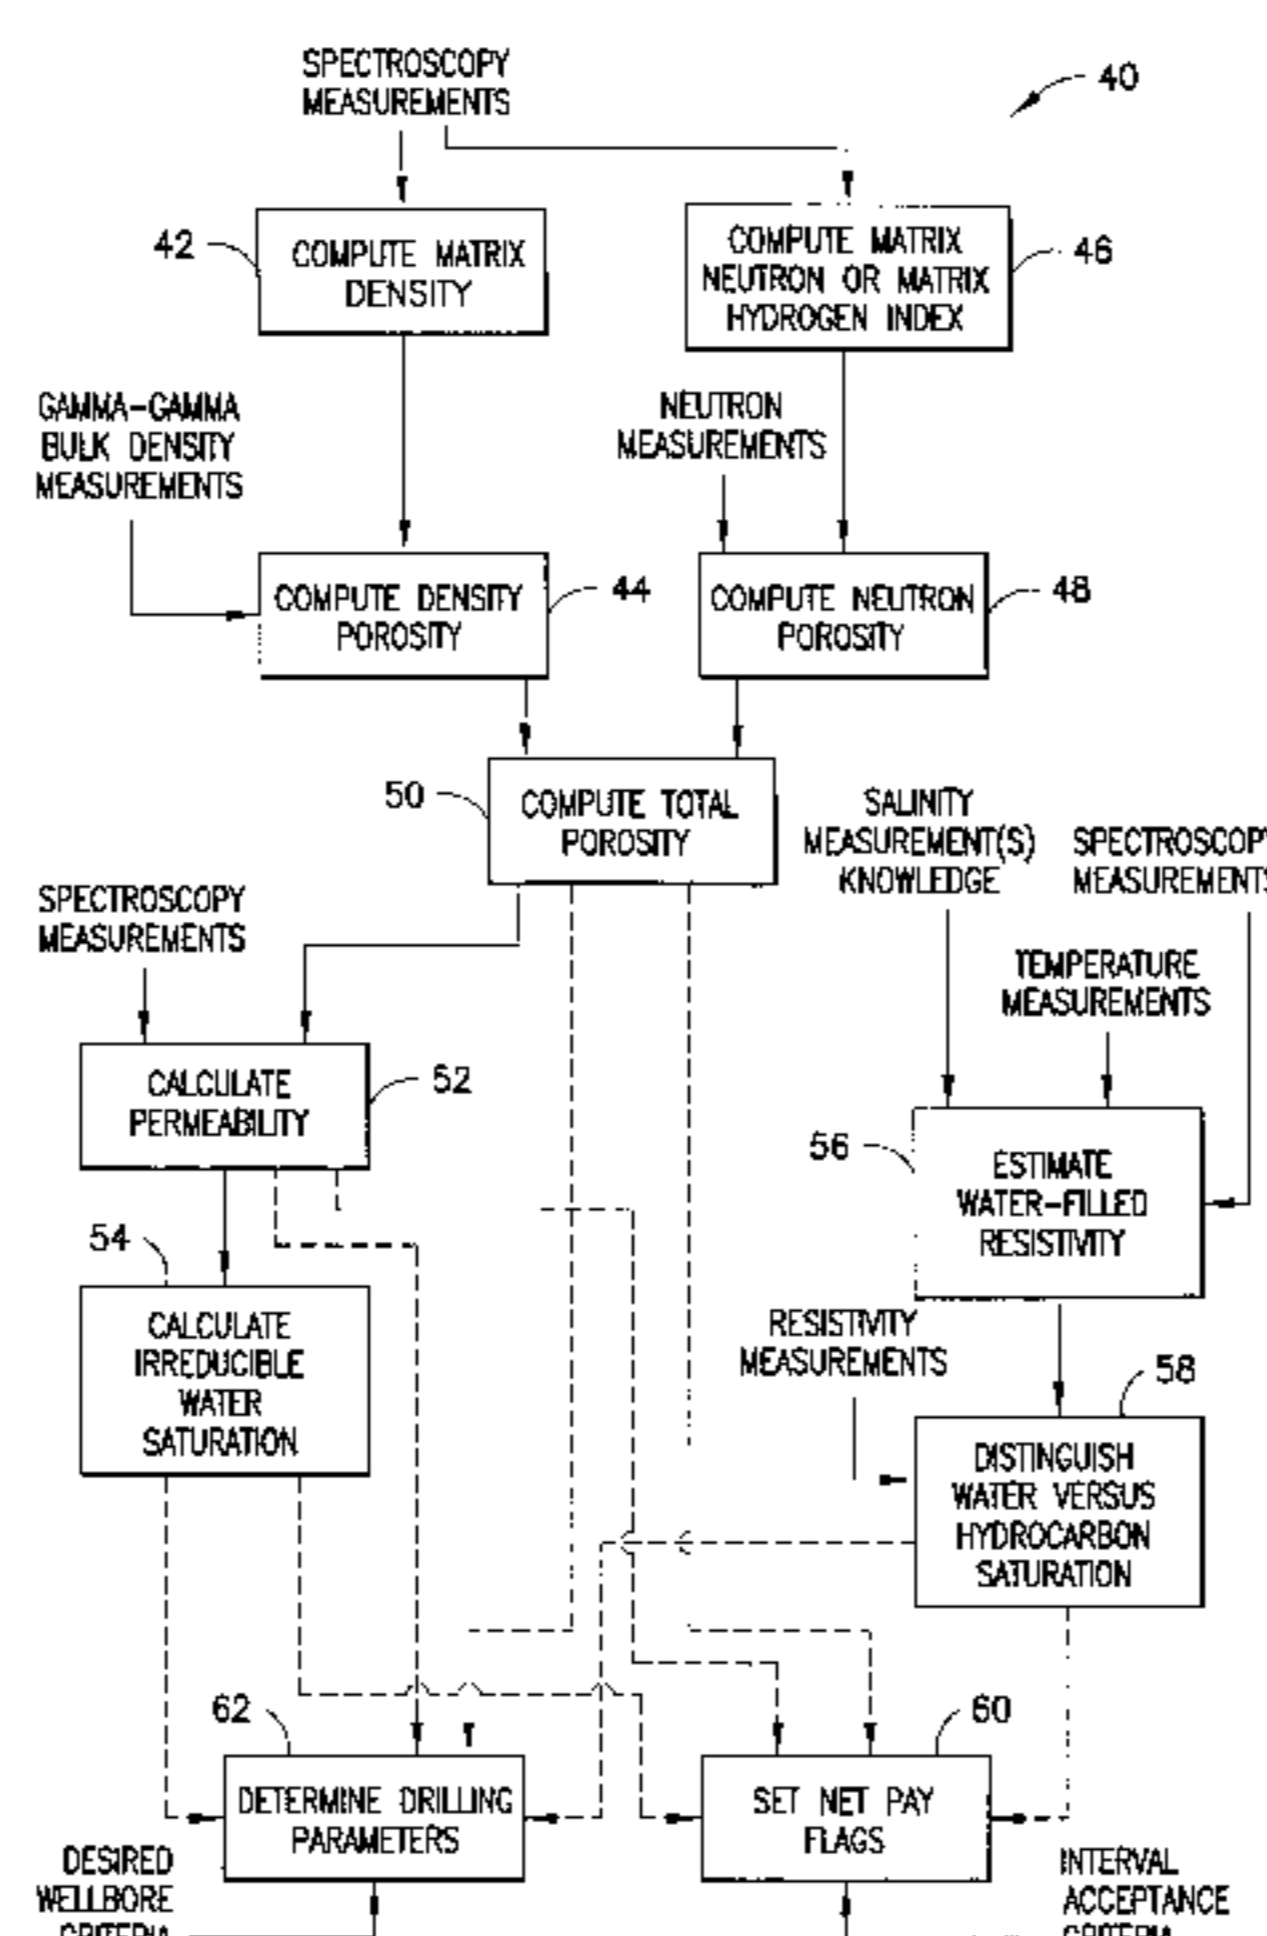 SPECTROSCOPY
MEASUREMENTS
40
42
COMPUTE MATRIX
DENSITY
COMPUTE MATRIX
NEUTRON OR MATRIX
HYDROGEN INDEX
46
GAMMA-GAMMA
BULK DENSITY
MEASUREMENTS
NEUTRON
MEASUREMENTS
COMPUTE DENSITY
POROSITY
44
COMPUTE NEUTRON
POROSITY
48
50
COMPUTE TOTAL
POROSITY
SALINITY
MEASUREMENT(S)
KNOWLEDGE
SPECTROSCOPY
MEASUREMENTS
SPECTROSCOPY
MEASUREMENTS
TEMPERATURE
MEASUREMENTS
CALCULATE
PERMEABILITY
52
56
ESTIMATE
WATER-FILLED
RESISTIVITY
54
CALCULATE
IRREDUCIBLE
WATER
SATURATION
RESISTIVITY
MEASUREMENTS
58
DISTINGUISH
WATER VERSUS
HYDROCARBON
SATURATION
62
DETERMINE DRILLING
PARAMETERS
60
SET NET PAY
FLAGS
DESIRED
WELLBORE
CRITERIA
INTERVAL
ACCEPTANCE
CRITERIA